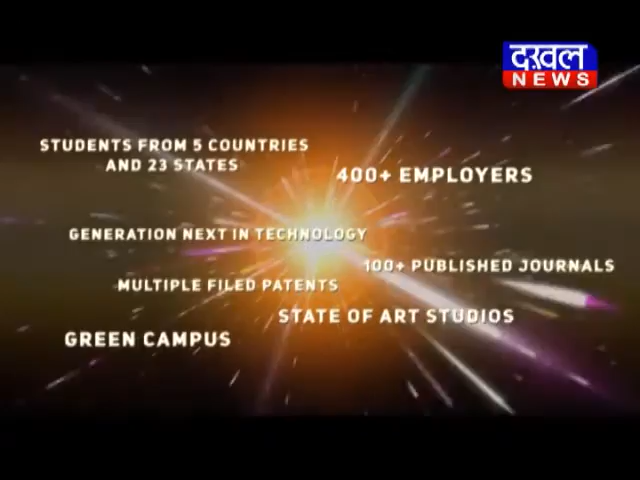 दख़ल
NEWS
STUDENTS FROM 5 COUNTRIES
AND 23 STATES
400+ EMPLOYERS
GENERATION NEXT IN TECHNOLOGY
100+ PUBLISHED JOURNALS
MULTIPLE FILED PATENTS
STATE OF ART STUDIOS
GREEN CAMPUS